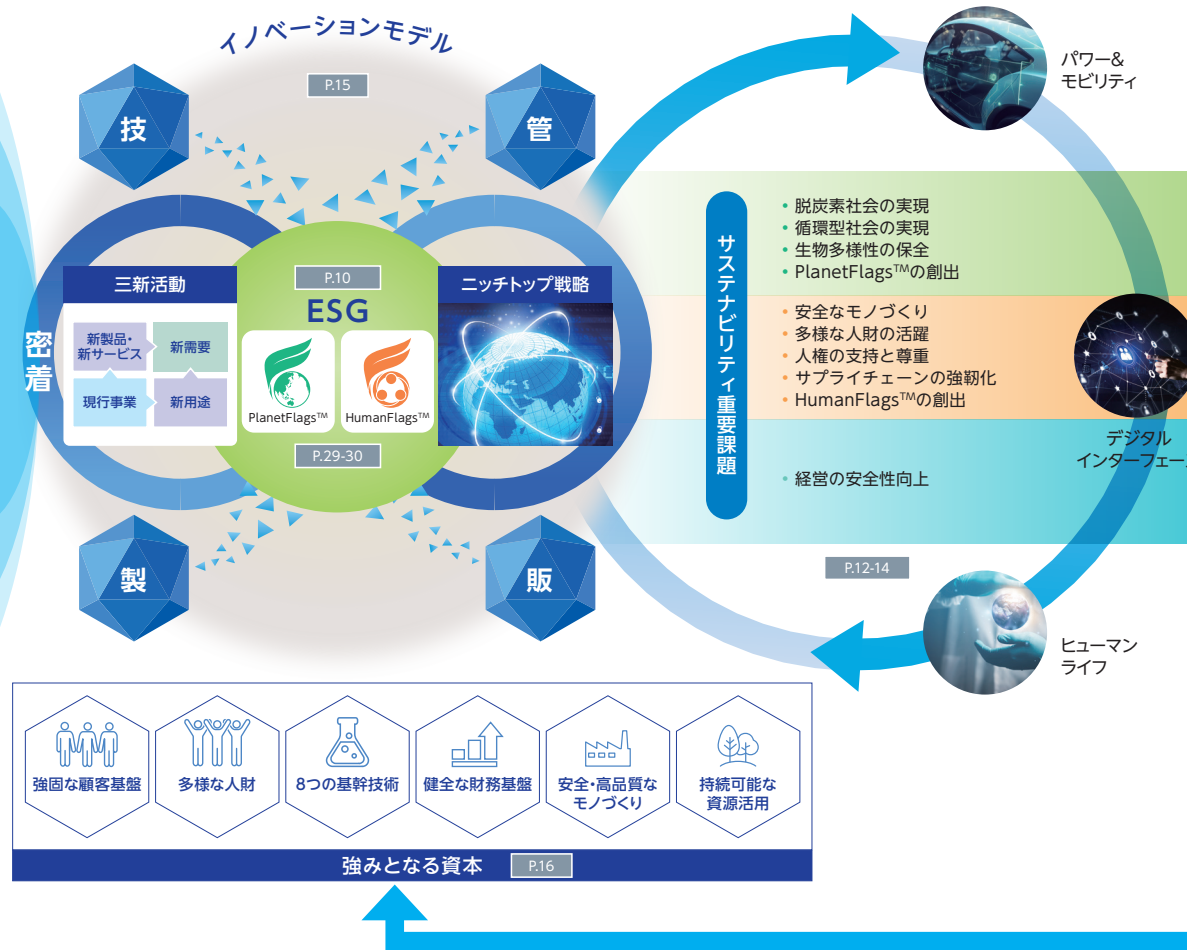 イノベーションモデル
P.15
技
管
密着
三新活動
新製品・
新サービス
新需要
現行事業
新用途
P.10
ESG
PlanetFlags™
HumanFlags™
P.29-30
ニッチトップ戦略
製
販
パワー&
モビリティ
サステナビリティ重要課題
• 脱炭素社会の実現
• 循環型社会の実現
• 生物多様性の保全
• PlanetFlags™の創出
• 安全なモノづくり
• 多様な人財の活躍
• 人権の支持と尊重
• サプライチェーンの強靭化
• HumanFlags™の創出
• 経営の安全性向上
デジタル
インターフェース
P.12-14
ヒューマン
ライフ
強固な顧客基盤
多様な人財
8つの基幹技術
健全な財務基盤
安全・高品質な
モノづくり
持続可能な
資源活用
強みとなる資本
P.16